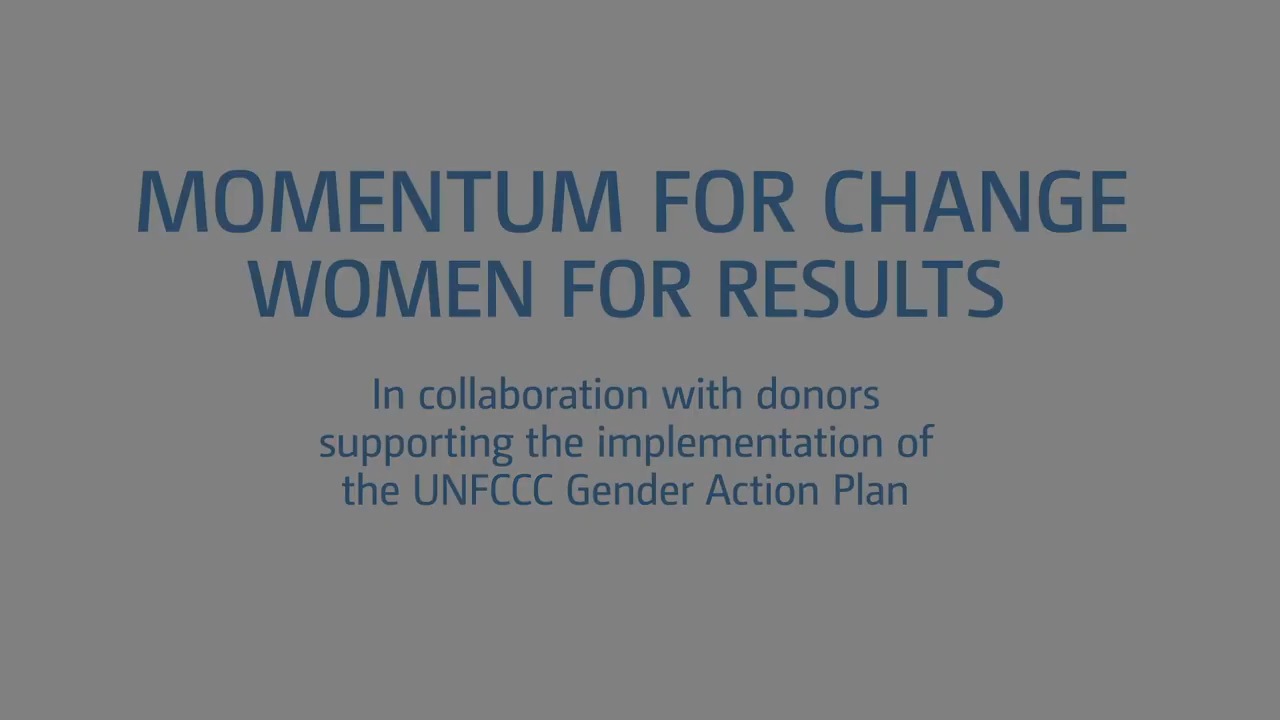 MOMENTUM FOR CHANGE
WOMEN FOR RESULTS
In collaboration with donors
supporting the implementation of
the UNFCCC Gender Action Plan